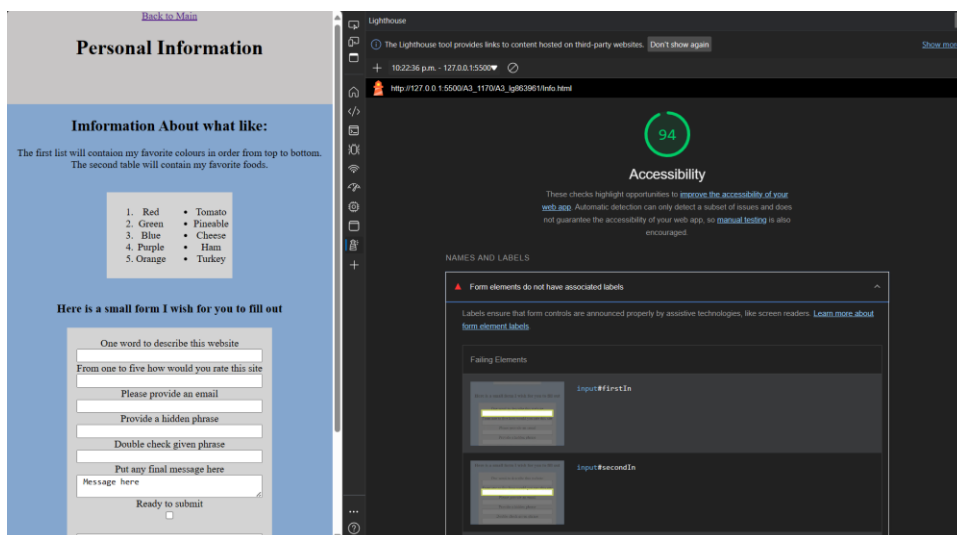 Back to Main
Personal Information
Imformation About what like:
The first list will contaion my favorite colours in order from top to bottom.
The second table will contain my favorite foods.
1. Red
2. Green
3. Blue
4. Purple
5. Orange
• Tomato
• Pineable
• Cheese
• Ham
• Turkey
Here is a small form I wish for you to fill out
One word to describe this website
From one to five how would you rate this site
Please provide an email
Provide a hidden phrase
Double check given phrase
Put any final message here
Message here
Ready to submit
Lighthouse
The Lighthouse tool provides links to content hosted on third-party websites. Don't show again
Show mor
10:22:36 p.m. - 127.0.0.1:5500
http://127.0.0.1:5500/A3_1170/A3_lg863961/Info.html
94
Accessibility
These checks highlight opportunities to improve the accessibility of your
web app. Automatic detection can only detect a subset of issues and does
not guarantee the accessibility of your web app, so manual testing is also
encouraged.
NAMES AND LABELS
Form elements do not have associated labels
Labels ensure that form controls are announced properly by assistive technologies, like screen readers. Learn more about
form element labels
Failing Elements
input#firstIn
input#secondIn